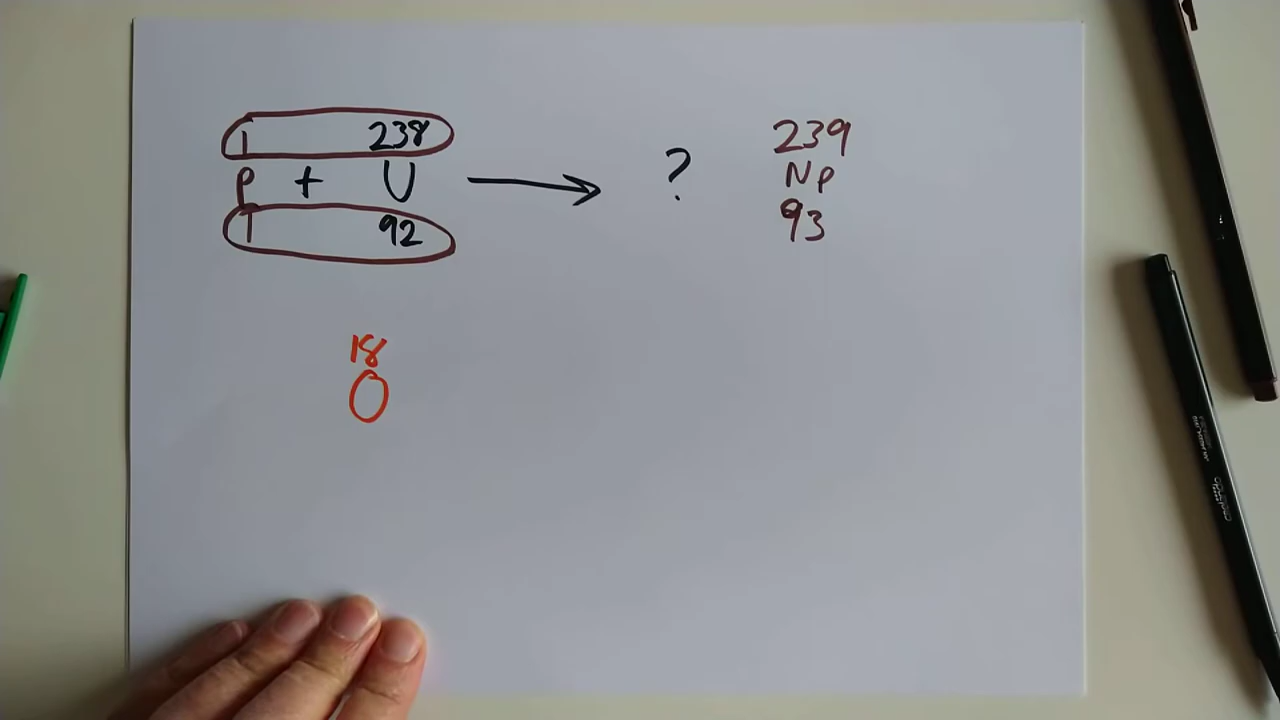 1 238 239
p + U → ? Np
1 92 93
18
O